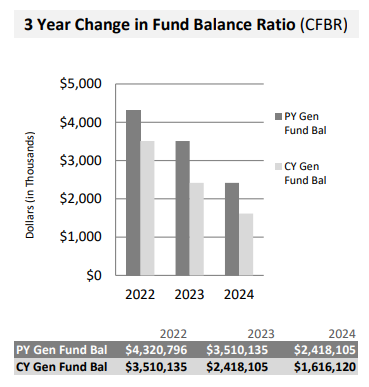 3 Year Change in Fund Balance Ratio (CFBR)
$5,000
$4,000
$3,000
$2,000
$1,000
$0
Dollars (in Thousands)
PY Gen
Fund Bal
CY Gen
Fund Bal
2022 2023 2024
2022 2023 2024
PY Gen Fund Bal $4,320,796 $3,510,135 $2,418,105
CY Gen Fund Bal $3,510,135 $2,418,105 $1,616,120